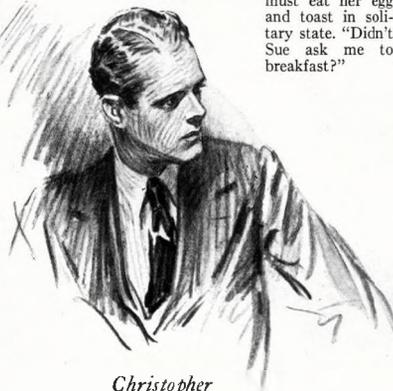 must eat her egg
and toast in soli-
tary state. "Didn't
Sue ask me to
breakfast?"
Christopher